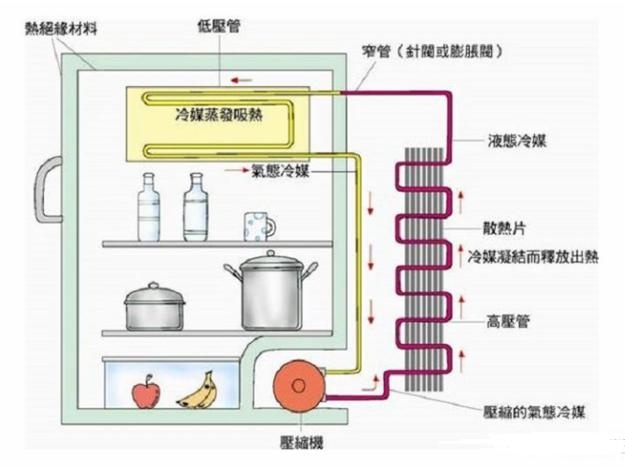 熱絕緣材料
低壓管
窄管（針閥或膨脹閥）
冷媒蒸發吸熱
液態冷媒
氣態冷媒
散熱片
冷媒凝結而釋放出熱
高壓管
壓縮的氣態冷媒
壓縮機